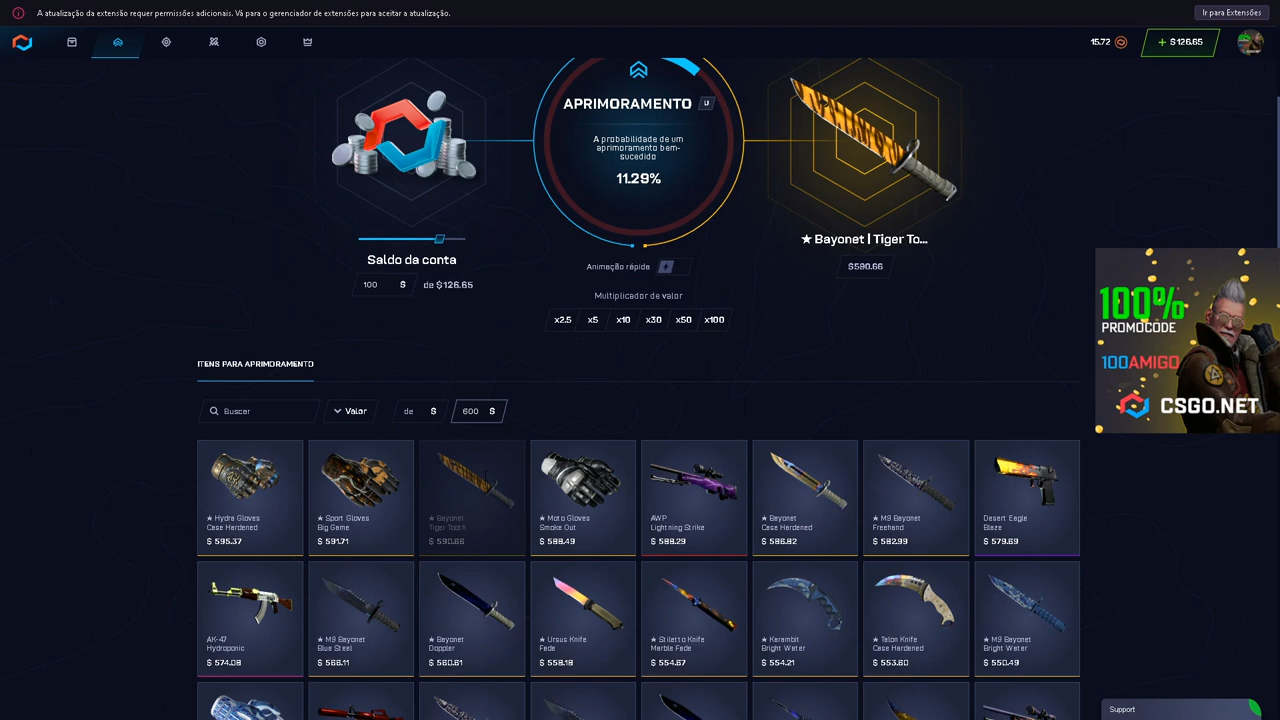 A atualização da extensão requer permissões adicionais. Vá para o gerenciador de extensões para aceitar a atualização.
Ir para Extensões
15.72
+ $ 126.65
APRIMORAMENTO U
A probabilidade de um
aprimoramento bem-
sucedido
11.29%
★ Bayonet | Tiger To...
$590.66
Saldo da conta
100 $ de $126.65
Animação rápida
Multiplicador de valor
x2.5 x5 x10 x30 x50 x100
100%
PROMOCODE
100AMIGO
CSGO.NET
ITENS PARA APRIMORAMENTO
Buscar
Valor
de $
600 $
★ Hydra Gloves
Case Hardened
$ 595.37
★ Sport Gloves
Big Game
$ 591.71
★ Bayonet
Tiger Tooth
$ 590.66
★ Moto Gloves
Smoke Out
$ 588.49
AWP
Lightning Strike
$ 588.29
★ Bayonet
Case Hardened
$ 586.82
★ M9 Bayonet
Freehand
$ 582.99
Desert Eagle
Blaze
$ 579.69
AK-47
Hydroponic
$ 574.08
★ M9 Bayonet
Blue Steel
$ 566.11
★ Bayonet
Doppler
$ 560.61
★ Ursus Knife
Fade
$ 558.18
★ Stiletto Knife
Marble Fade
$ 554.67
★ Karambit
Bright Water
$ 554.21
★ Talon Knife
Case Hardened
$ 553.60
★ M9 Bayonet
Bright Water
$ 550.49
Support